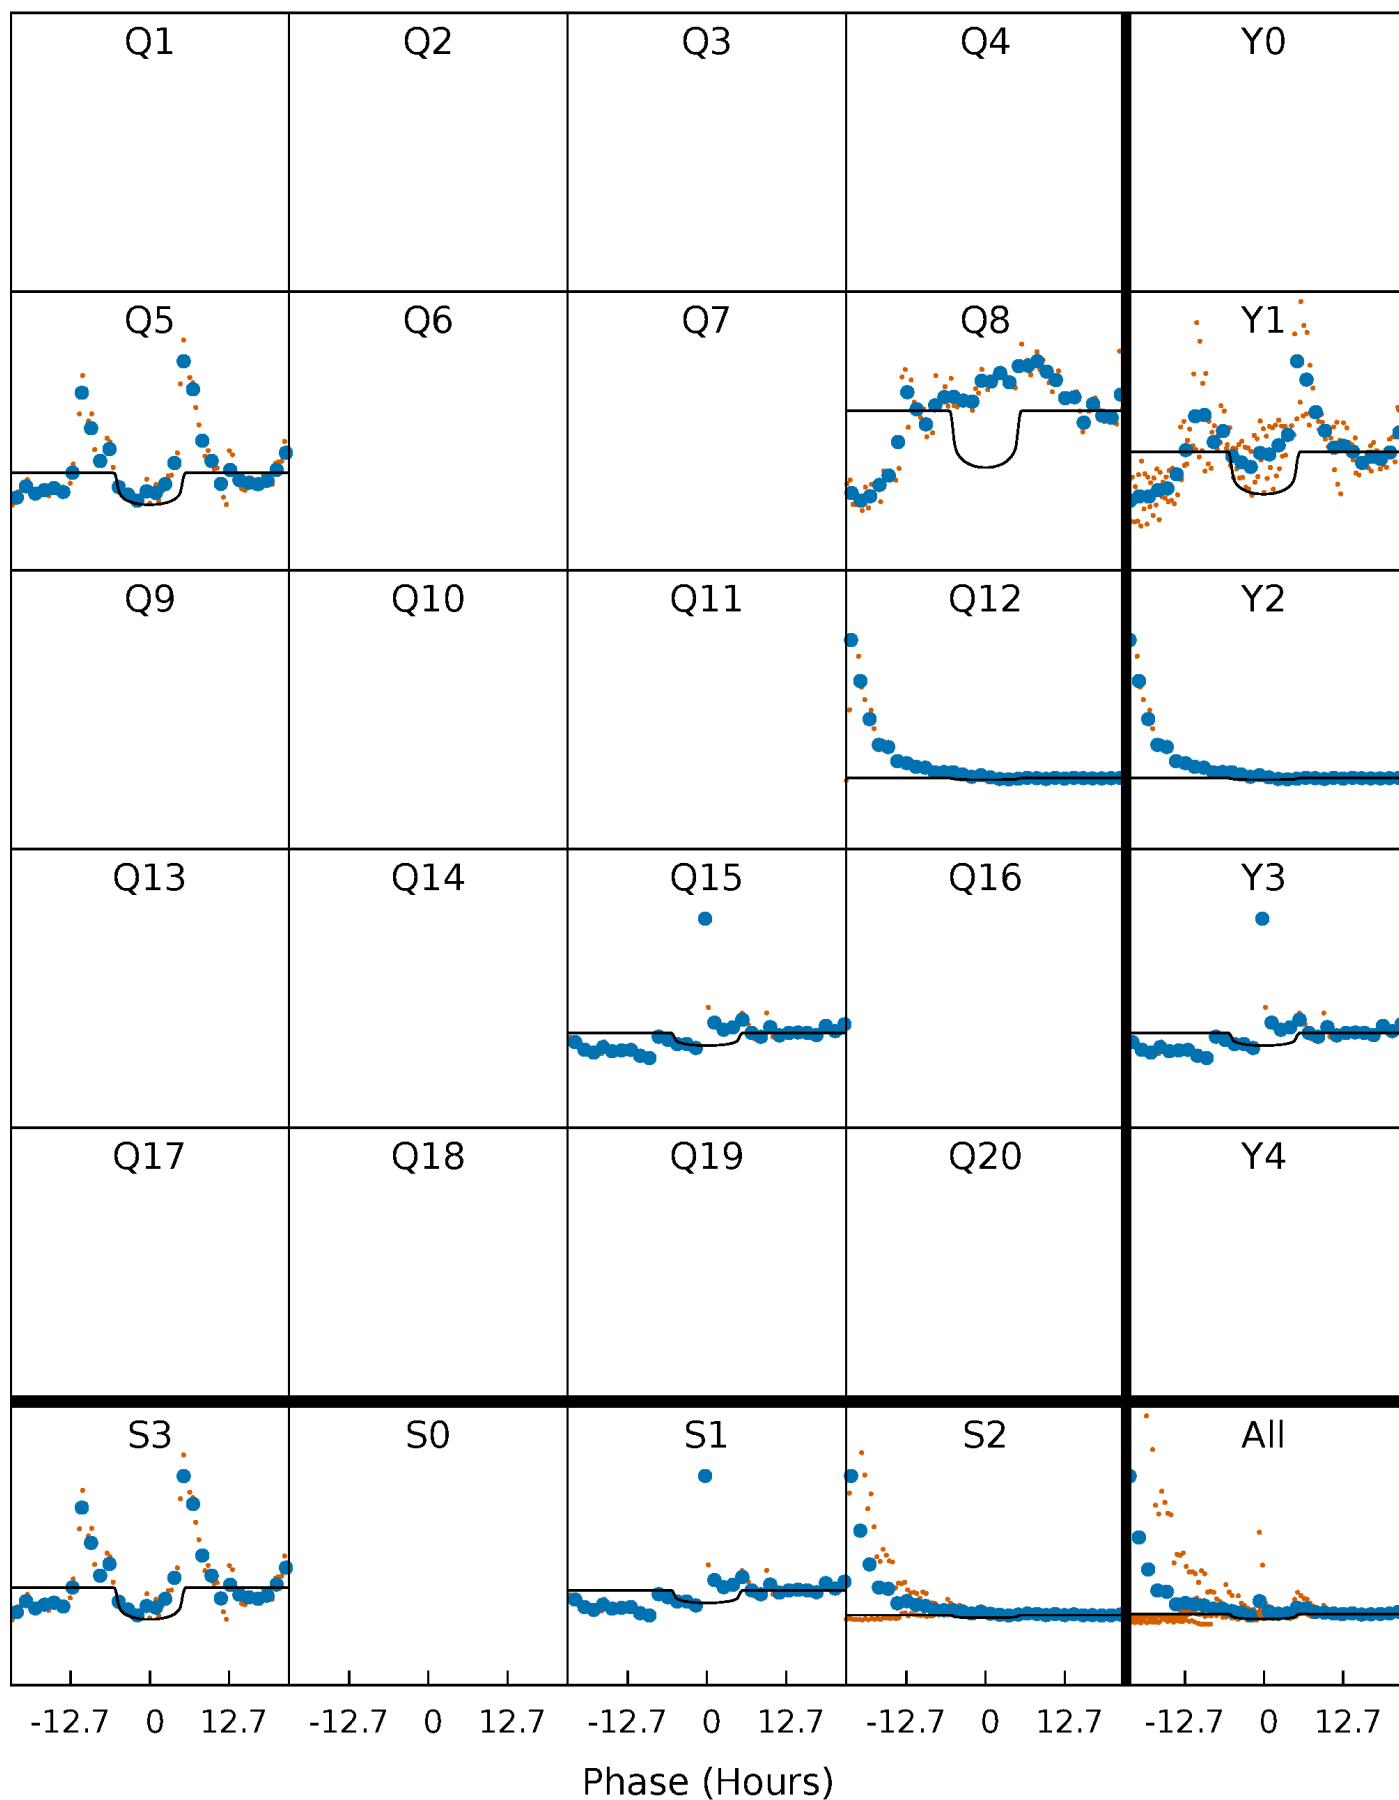 Q1 Q2 Q3 Q4 Y0
Q5 Q6 Q7 Q8 Y1
Q9 Q10 Q11 Q12 Y2
Q13 Q14 Q15 Q16 Y3
Q17 Q18 Q19 Q20 Y4
S3 S0 S1 S2 All
-12.7 0 12.7 -12.7 0 12.7 -12.7 0 12.7 -12.7 0 12.7 -12.7 0 12.7
Phase (Hours)